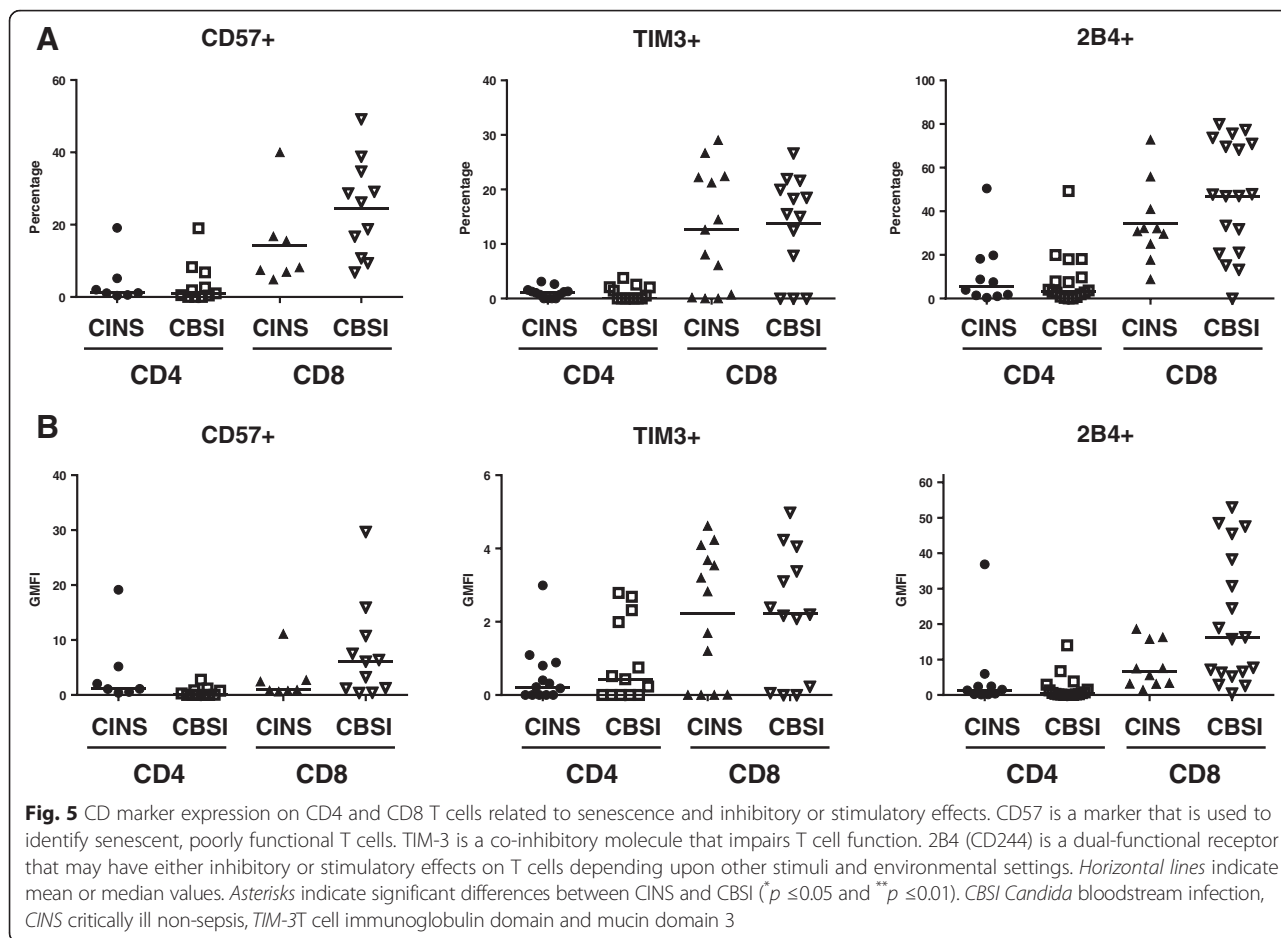 A
CD57+
TIM3+
2B4+
Percentage
60
40
20
0
CINS CBSI CINS CBSI
CD4 CD8
Percentage
40
30
20
10
0
CINS CBSI CINS CBSI
CD4 CD8
Percentage
100
80
60
40
20
0
CINS CBSI CINS CBSI
CD4 CD8
B
CD57+
TIM3+
2B4+
GMFI
40
30
20
10
0
CINS CBSI CINS CBSI
CD4 CD8
GMFI
6
4
2
0
CINS CBSI CINS CBSI
CD4 CD8
GMFI
60
50
40
30
20
10
0
CINS CBSI CINS CBSI
CD4 CD8
Fig. 5 CD marker expression on CD4 and CD8 T cells related to senescence and inhibitory or stimulatory effects. CD57 is a marker that is used to
identify senescent, poorly functional T cells. TIM-3 is a co-inhibitory molecule that impairs T cell function. 2B4 (CD244) is a dual-functional receptor
that may have either inhibitory or stimulatory effects on T cells depending upon other stimuli and environmental settings. Horizontal lines indicate
mean or median values. Asterisks indicate significant differences between CINS and CBSI (*p ≤0.05 and **p ≤0.01). CBSI Candida bloodstream infection,
CINS critically ill non-sepsis, TIM-3T cell immunoglobulin domain and mucin domain 3